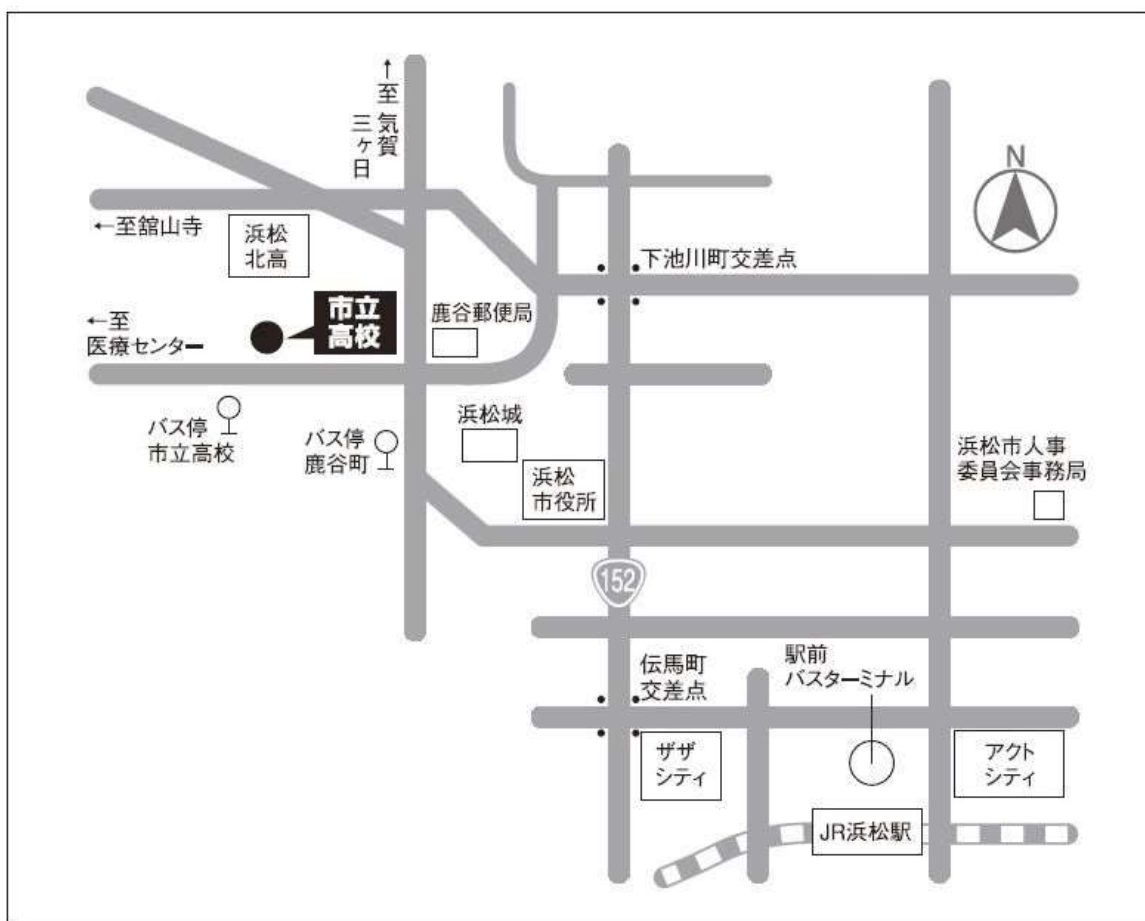 ↑至 気賀
三ヶ日
N
←至舘山寺
浜松
北高
下池川町交差点
市立
高校
鹿谷郵便局
←至
医療センター
バス停
市立高校
バス停
鹿谷町
浜松城
浜松
市役所
浜松市人事
委員会事務局
152
伝馬町
交差点
駅前
バスターミナル
ザザ
シティ
アクト
シティ
JR浜松駅